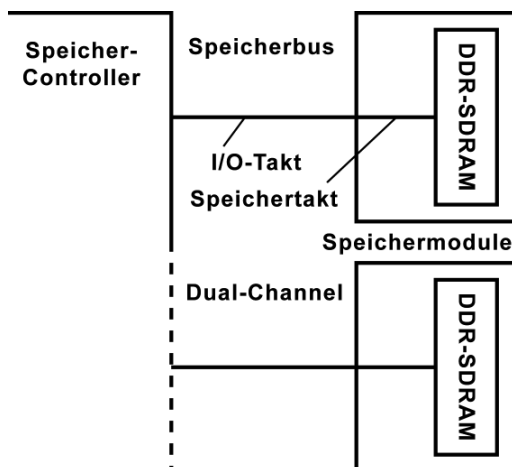 Speicher-
Controller
Speicherbus
DDR-SDRAM
I/O-Takt
Speichertakt
Speichermodule
Dual-Channel
DDR-SDRAM